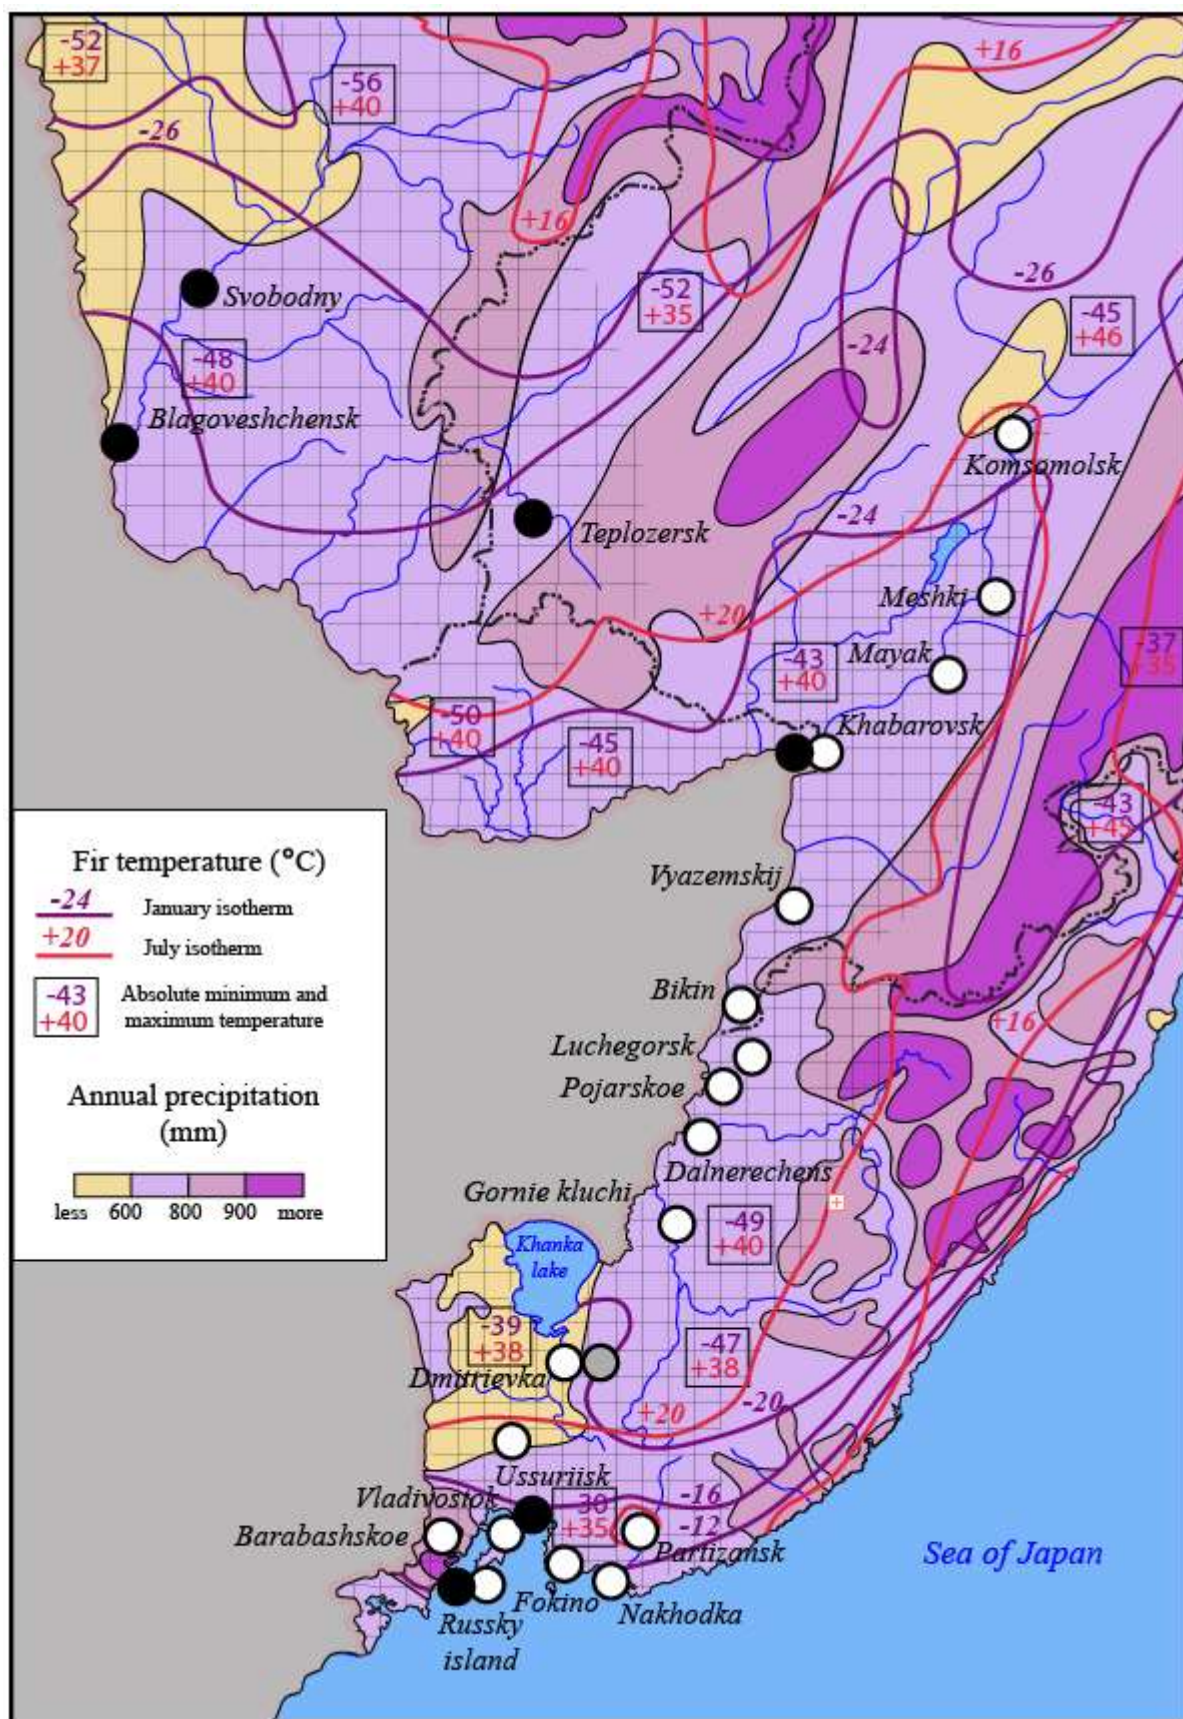 -52
+37
-56
+40
-26
+16
+16
Svobodny
-52
+35
-26
-45
+46
-48
+40
-24
Blagoveshchensk
Komsomolsk
-24
Teplozersk
Meshki
+20
-37
+35
Mayak
-43
+40
-50
+40
-45
+40
Khabarovsk
-43
+45
Vyazemskij
Bikin
+16
Luchegorsk
Pojarskoe
Dalnerechens
Gornie kluchi
-49
+40
Khanka
lake
-39
+38
Dmitrievka
-47
+38
-20
+20
Ussuriisk
Vladivostok
30
+35
-16
-12
Barabashskoe
Partizansk
Fokino
Nakhodka
Russky
island
Sea of Japan
Fir temperature (°C)
-24 January isotherm
+20 July isotherm
-43 Absolute minimum and
+40 maximum temperature
Annual precipitation
(mm)
less 600 800 900 more